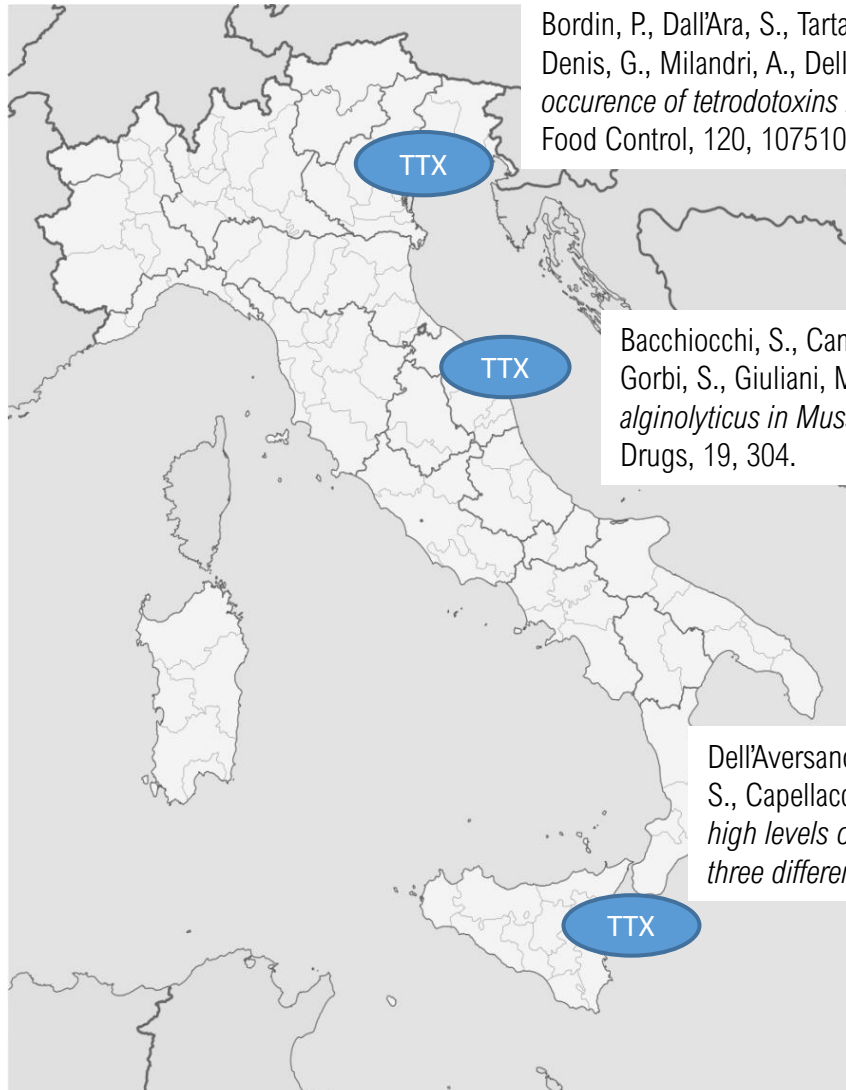 Bordin, P., Dall'Ara, S., Tarta
Denis, G., Milandri, A., Dell
occurence of tetrodotoxins
Food Control, 120, 107510
TTX
Bacchiocchi, S., Can
Gorbi, S., Giuliani, M
alginolyticus in Mus
Drugs, 19, 304.
TTX
Dell'Aversano
S., Capellacc
high levels o
three differen
TTX